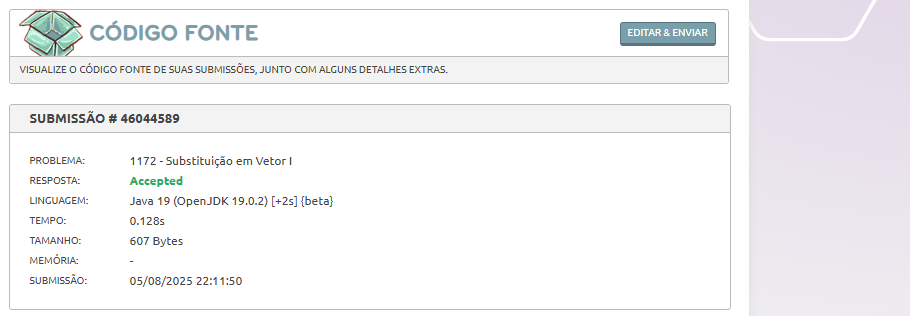 CÓDIGO FONTE
EDITAR & ENVIAR
VISUALIZE O CÓDIGO FONTE DE SUAS SUBMISSÕES, JUNTO COM ALGUNS DETALHES EXTRAS.
SUBMISSÃO # 46044589
PROBLEMA: 1172 - Substituição em Vetor I
RESPOSTA: Accepted
LINGUAGEM: Java 19 (OpenJDK 19.0.2) [+2s] {beta}
TEMPO: 0.128s
TAMANHO: 607 Bytes
MEMÓRIA: -
SUBMISSÃO: 05/08/2025 22:11:50